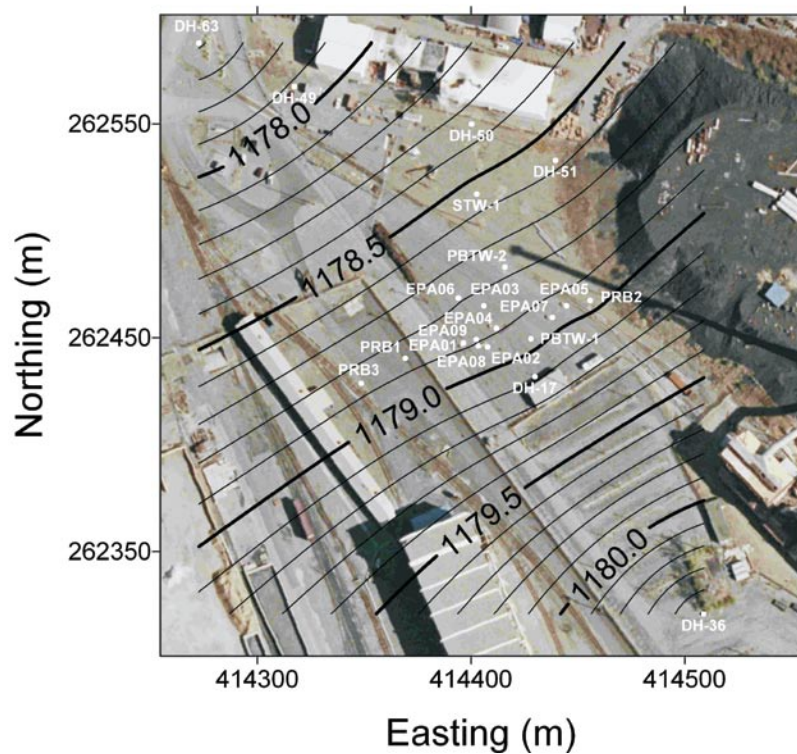 DH-63
262550
DH-49
1178.0
DH-50
DH-51
STW-1
1178.5
PBTW-2
EPA06
EPA03
EPA05
PRB2
EPA07
EPA04
262450
EPA09
PRB1
EPA01
PBTW-1
EPA08
EPA02
PRB3
DH-17
1179.0
1179.5
262350
1180.0
DH-36
414300
414400
414500
Northing (m)
Easting (m)